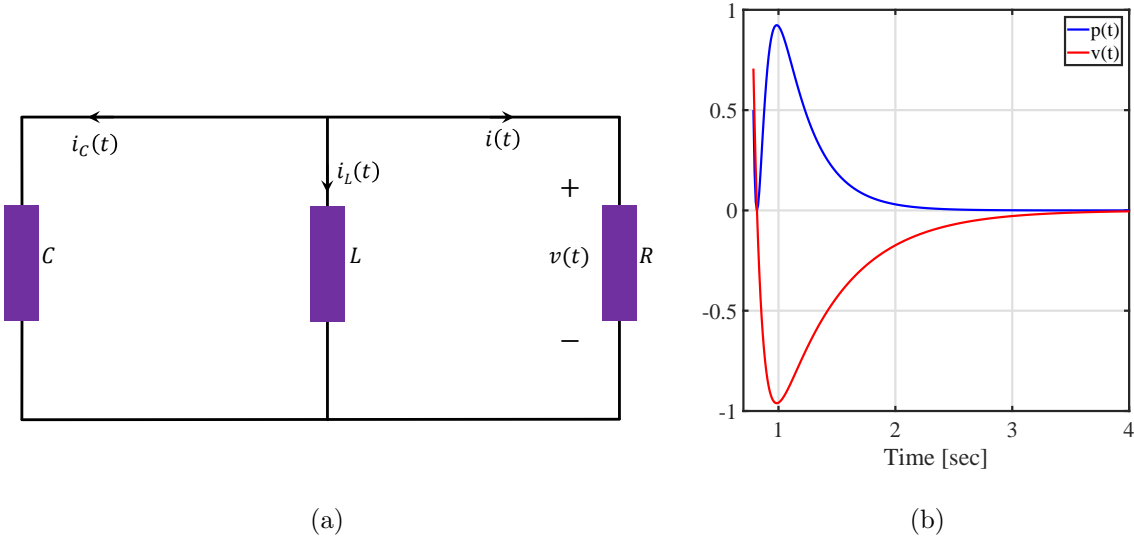 i_C(t)
i(t)
i_L(t)
+
C
L
v(t)
R
−
(a)
1
0.5
0
-0.5
-1
p(t)
v(t)
1
2
3
4
Time [sec]
(b)